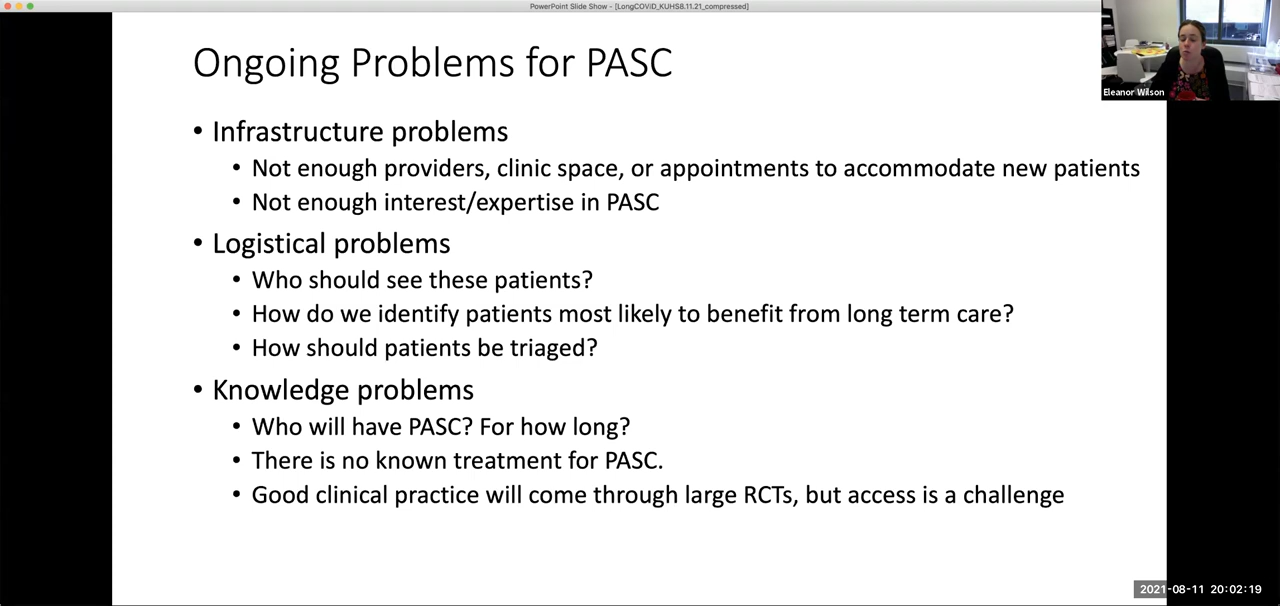 PowerPoint Slide Show - [LongCOViD_KUHS8.11.21_compressed]
Ongoing Problems for PASC
Eleanor Wilson
• Infrastructure problems
• Not enough providers, clinic space, or appointments to accommodate new patients
• Not enough interest/expertise in PASC
• Logistical problems
• Who should see these patients?
• How do we identify patients most likely to benefit from long term care?
• How should patients be triaged?
• Knowledge problems
• Who will have PASC? For how long?
• There is no known treatment for PASC.
• Good clinical practice will come through large RCTs, but access is a challenge
2021-08-11 20:02:19